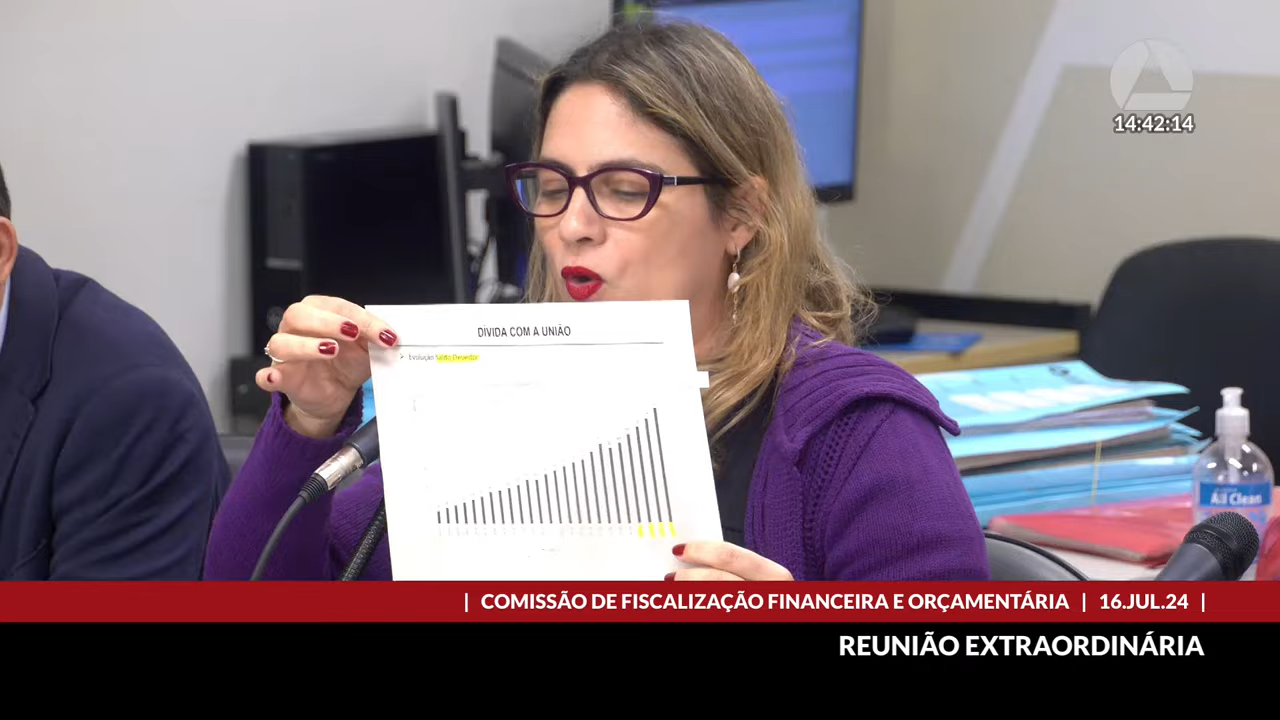 14:42:14
DÍVIDA COM A UNIÃO
Evolução Saldo Devedor
All Clean
| COMISSÃO DE FISCALIZAÇÃO FINANCEIRA E ORÇAMENTÁRIA | 16.JUL.24 |
REUNIÃO EXTRAORDINÁRIA